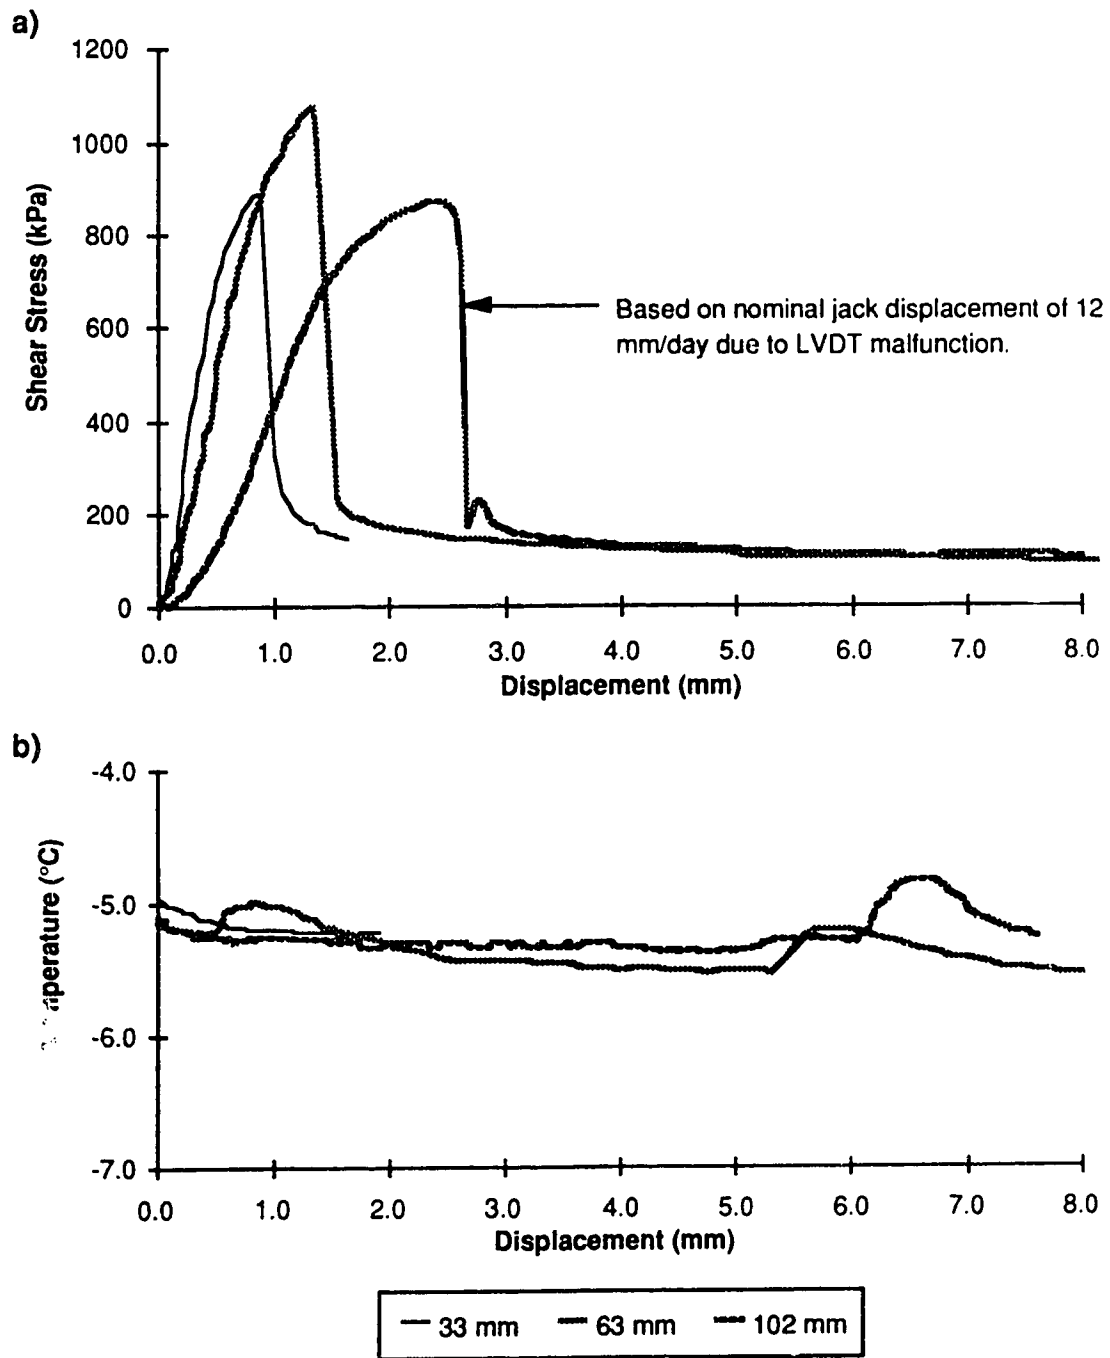 a)
1200
1000
800
600
400
200
0
Shear Stress (kPa)
Based on nominal jack displacement of 12
mm/day due to LVDT malfunction.
0.0 1.0 2.0 3.0 4.0 5.0 6.0 7.0 8.0
Displacement (mm)
b)
-4.0
-5.0
-6.0
-7.0
(°C)
0.0 1.0 2.0 3.0 4.0 5.0 6.0 7.0 8.0
Displacement (mm)
33 mm 63 mm 102 mm